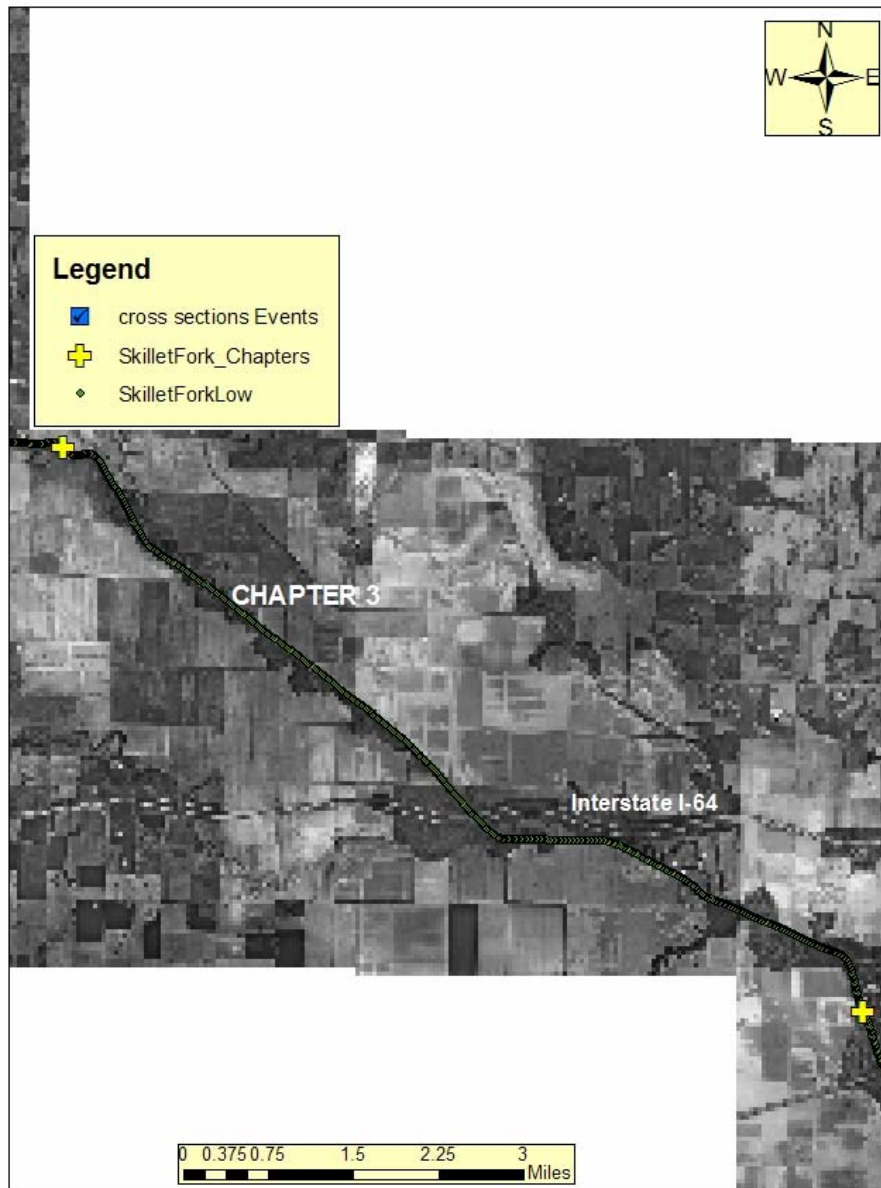 N
W E
S
Legend
cross sections Events
SkilletFork_Chapters
SkilletForkLow
CHAPTER 3
Interstate I-64
0 0.375 0.75 1.5 2.25 3
Miles